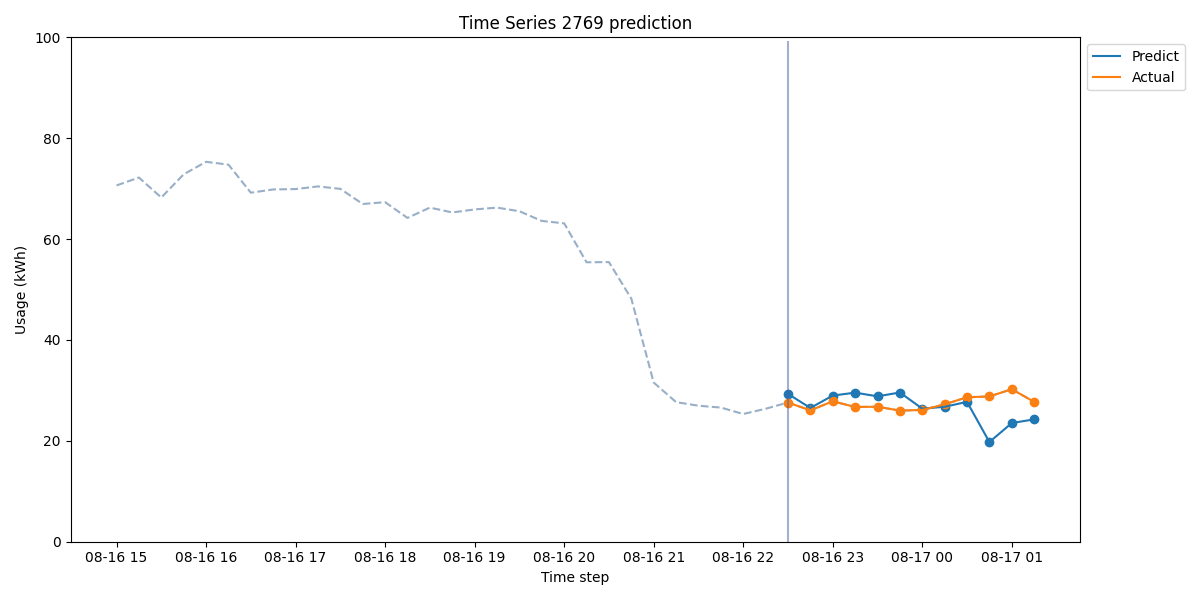 Time Series 2769 prediction
Predict
Actual
Usage (kWh)
100
80
60
40
20
0
08-16 15 08-16 16 08-16 17 08-16 18 08-16 19 08-16 20 08-16 21 08-16 22 08-16 23 08-17 00 08-17 01
Time step